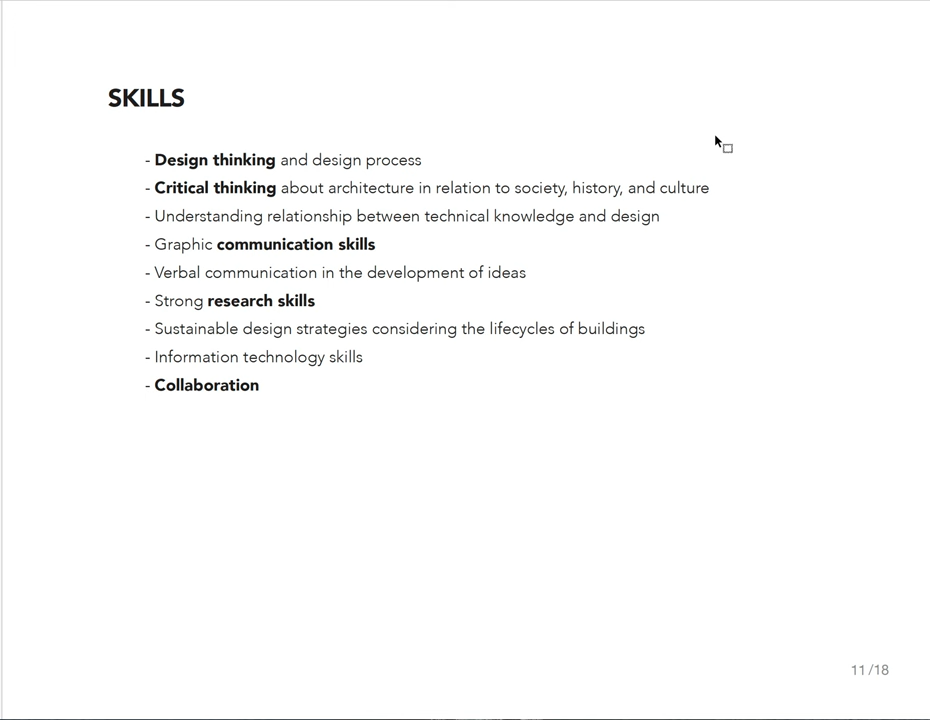 SKILLS
- Design thinking and design process
- Critical thinking about architecture in relation to society, history, and culture
- Understanding relationship between technical knowledge and design
- Graphic communication skills
- Verbal communication in the development of ideas
- Strong research skills
- Sustainable design strategies considering the lifecycles of buildings
- Information technology skills
- Collaboration
11/18